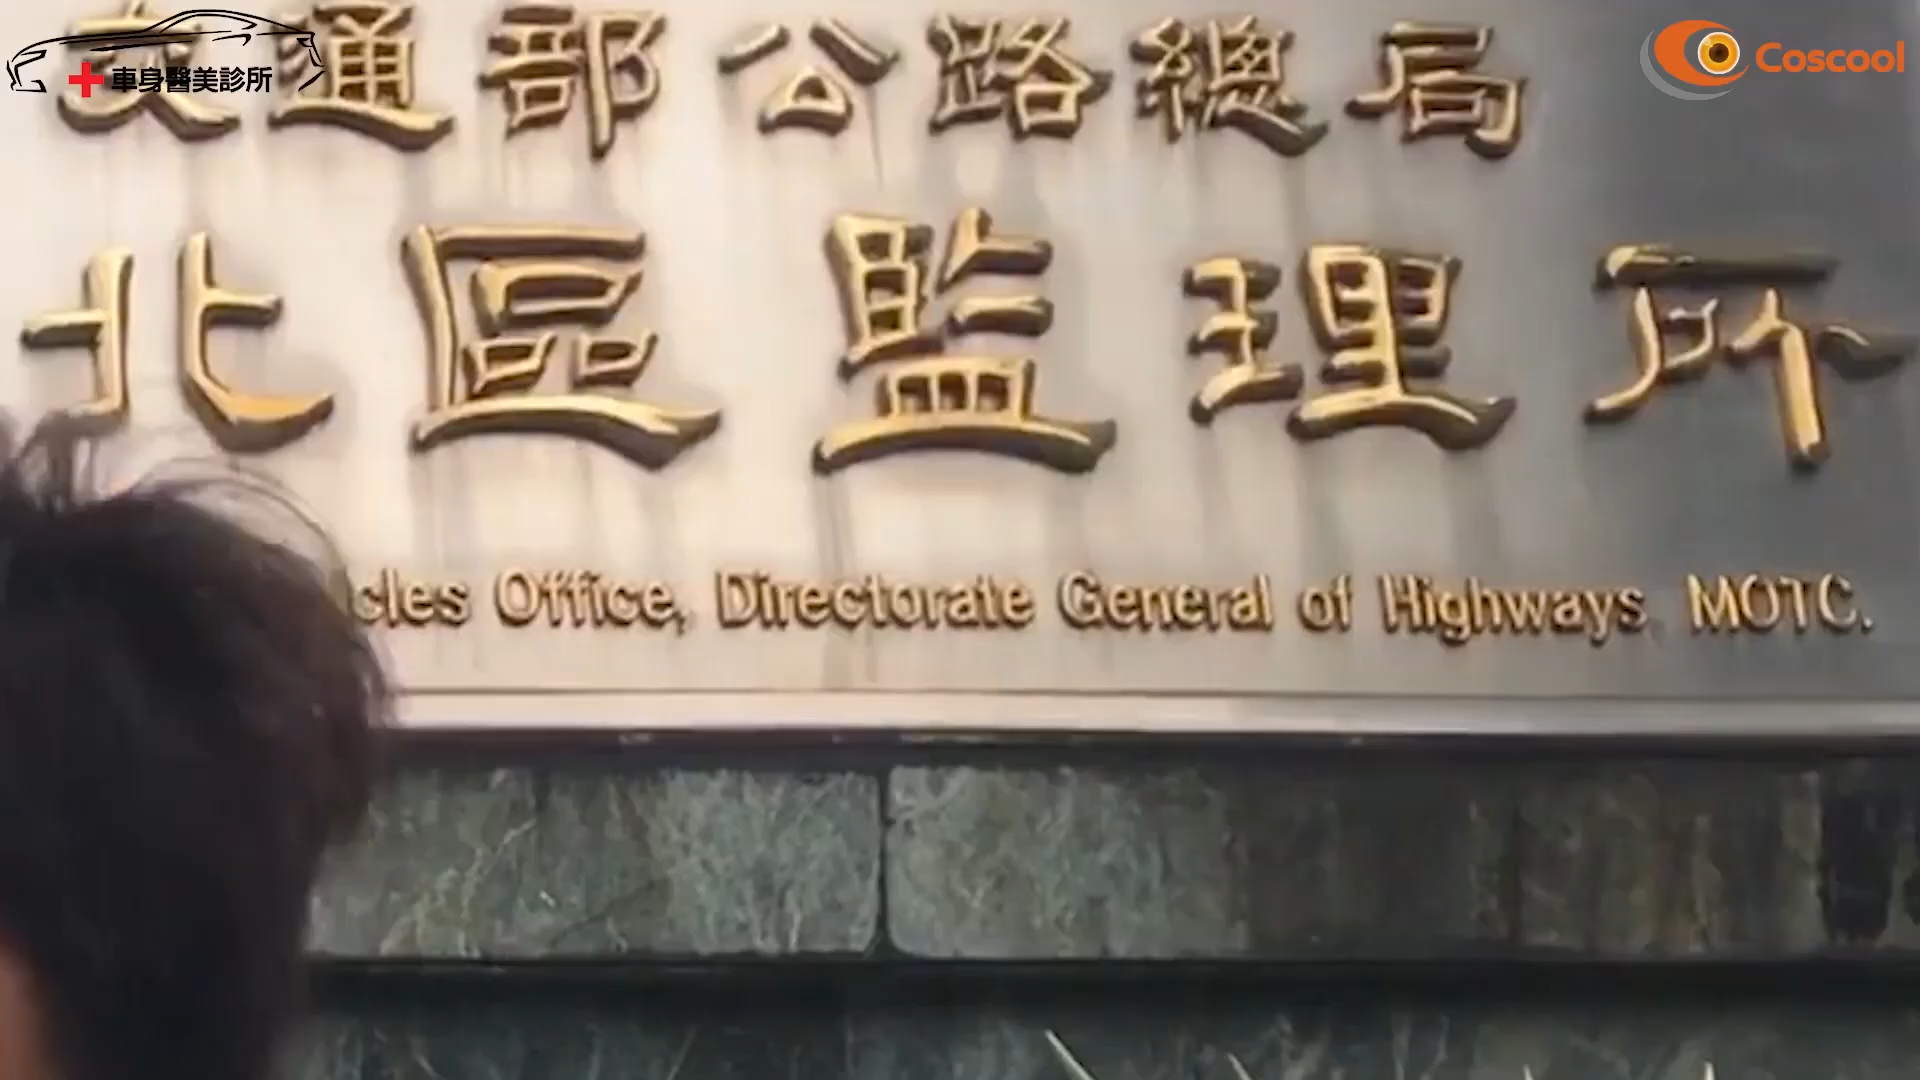 交通部公路總局
車身醫美診所
Coscool
北區監理所
cles Office, Directorate General of Highways, MOTC.